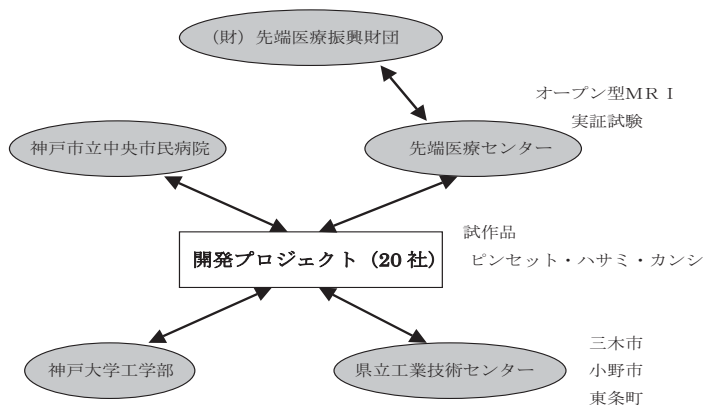 （財）先端医療振興財団
オープン型ＭＲＩ
実証試験
神戸市立中央市民病院
先端医療センター
試作品
開発プロジェクト（20 社）
ピンセット・ハサミ・カンシ
神戸大学工学部
県立工業技術センター
三木市
小野市
東条町